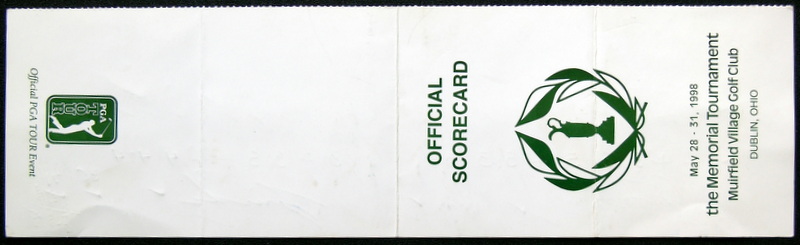 the Memorial Tournament
Muirfield Village Golf Club
DUBLIN, OHIO
May 28 - 31, 1998
OFFICIAL
SCORECARD
PGA
TOUR
®
Official PGA TOUR Event